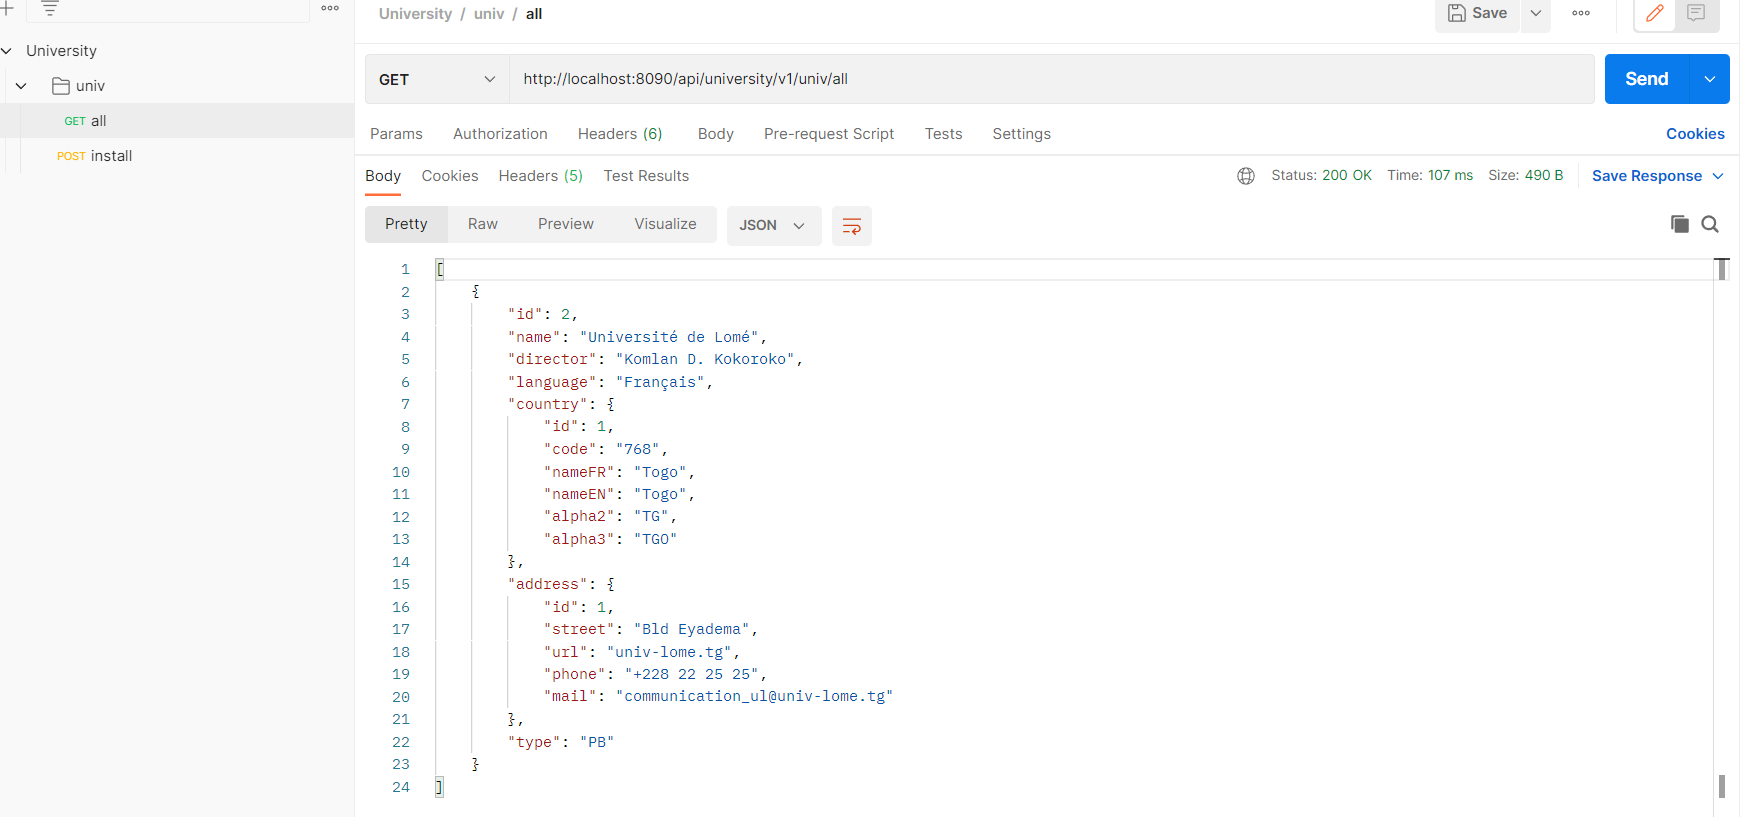 University / univ / all
Save
University
univ
GET all
POST install
GET
http://localhost:8090/api/university/v1/univ/all
Send
Params Authorization Headers (6) Body Pre-request Script Tests Settings Cookies
Body Cookies Headers (5) Test Results Status: 200 OK Time: 107 ms Size: 490 B Save Response
Pretty Raw Preview Visualize JSON
1 [
2 {
3 "id": 2,
4 "name": "Université de Lomé",
5 "director": "Komlan D. Kokoroko",
6 "language": "Français",
7 "country": {
8 "id": 1,
9 "code": "768",
10 "nameFR": "Togo",
11 "nameEN": "Togo",
12 "alpha2": "TG",
13 "alpha3": "TGO"
14 },
15 "address": {
16 "id": 1,
17 "street": "Bld Eyadema",
18 "url": "univ-lome.tg",
19 "phone": "+228 22 25 25",
20 "mail": "communication_ul@univ-lome.tg"
21 },
22 "type": "PB"
23 }
24 ]